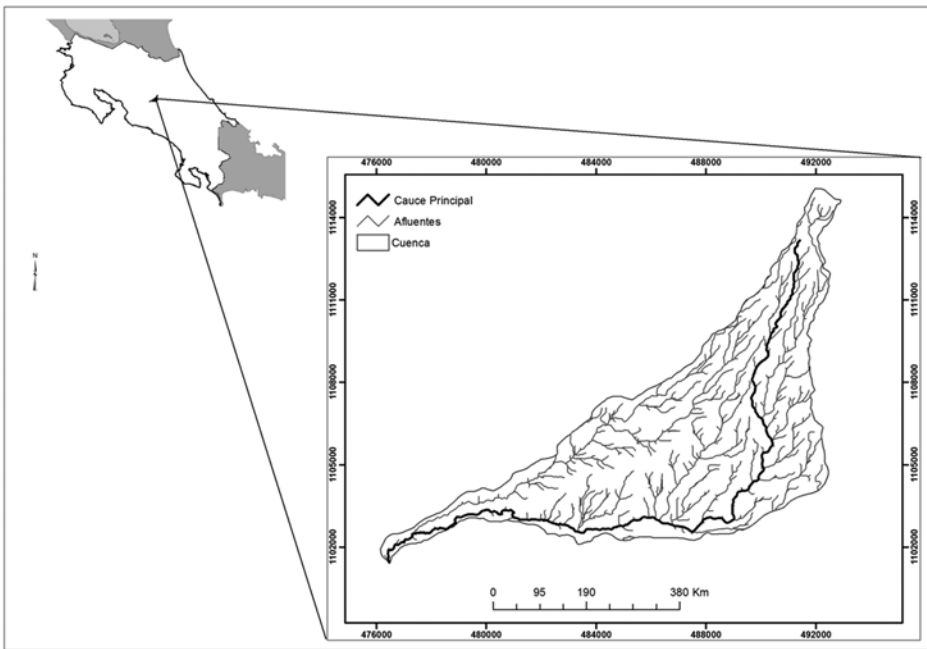 N
476000 480000 484000 488000 492000
Cauce Principal
Afluentes
Cuenca
1114000 1114000
1111000 1111000
1108000 1108000
1105000 1105000
1102000 1102000
0 95 190 380 Km
476000 480000 484000 488000 492000